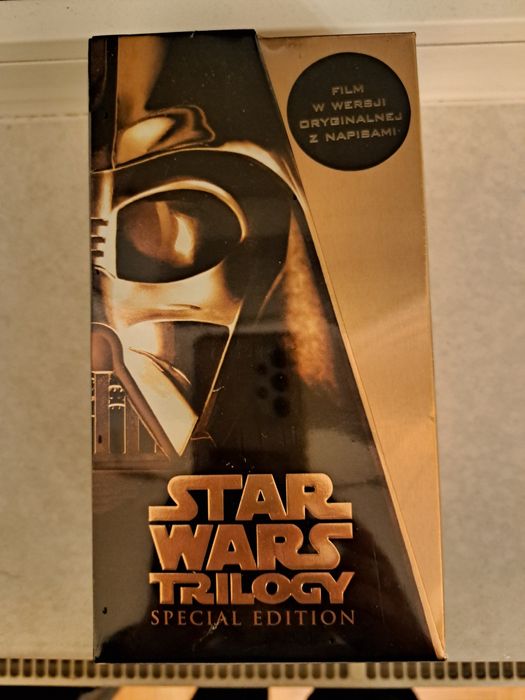 FILM
W WERSJI
ORYGINALNEJ
Z NAPISAMI
STAR
WARS
TRILOGY
SPECIAL EDITION